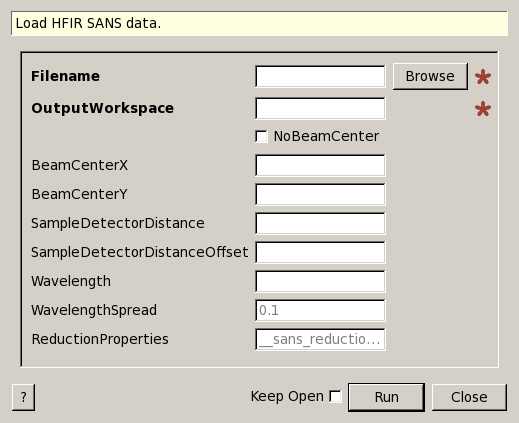 Load HFIR SANS data.
Filename Browse *
OutputWorkspace *
NoBeamCenter
BeamCenterX
BeamCenterY
SampleDetectorDistance
SampleDetectorDistanceOffset
Wavelength
WavelengthSpread 0.1
ReductionProperties __sans_reductio...
? Keep Open Run Close